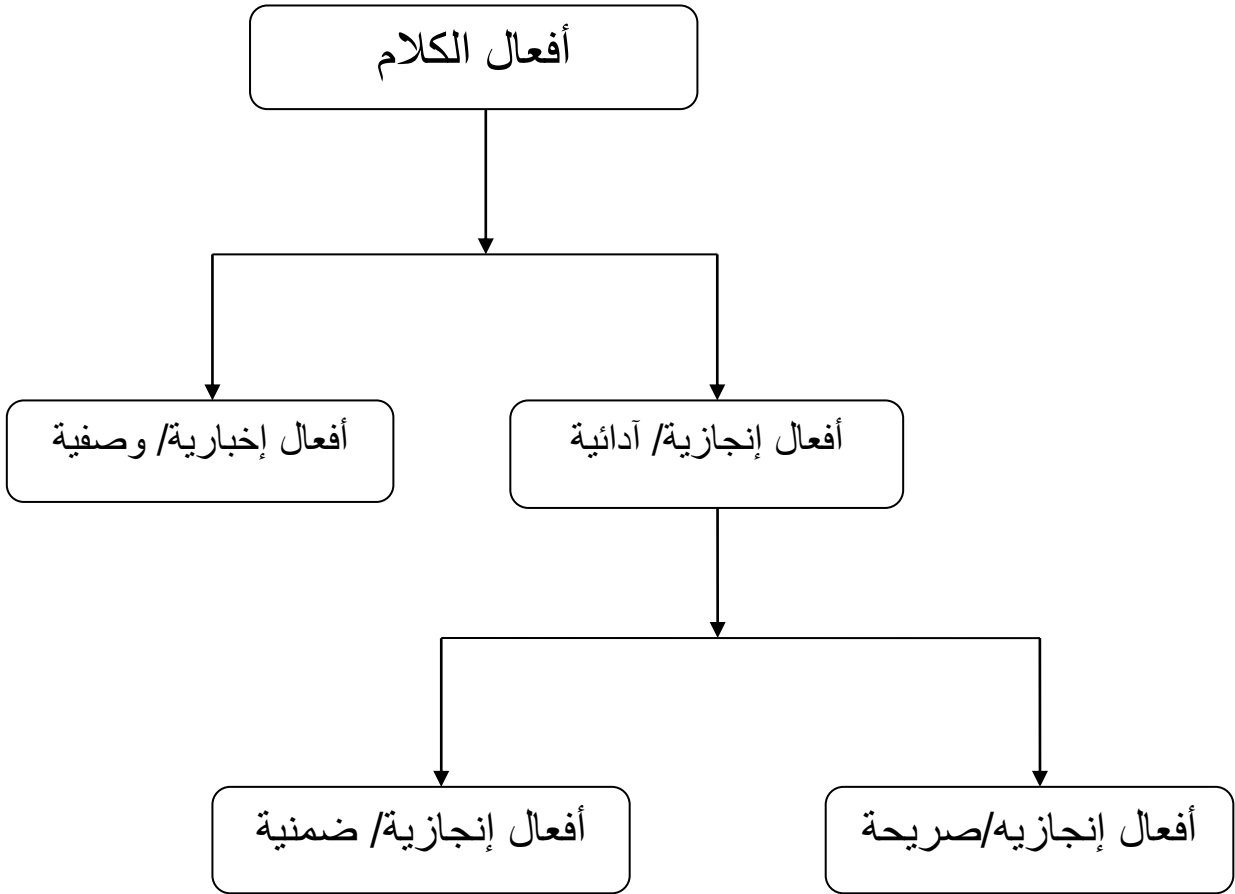 أفعال الكلام
أفعال إنجازية/ آدائية
أفعال إخبارية/ وصفية
أفعال إنجازيه/صريحة
أفعال إنجازية/ ضمنية